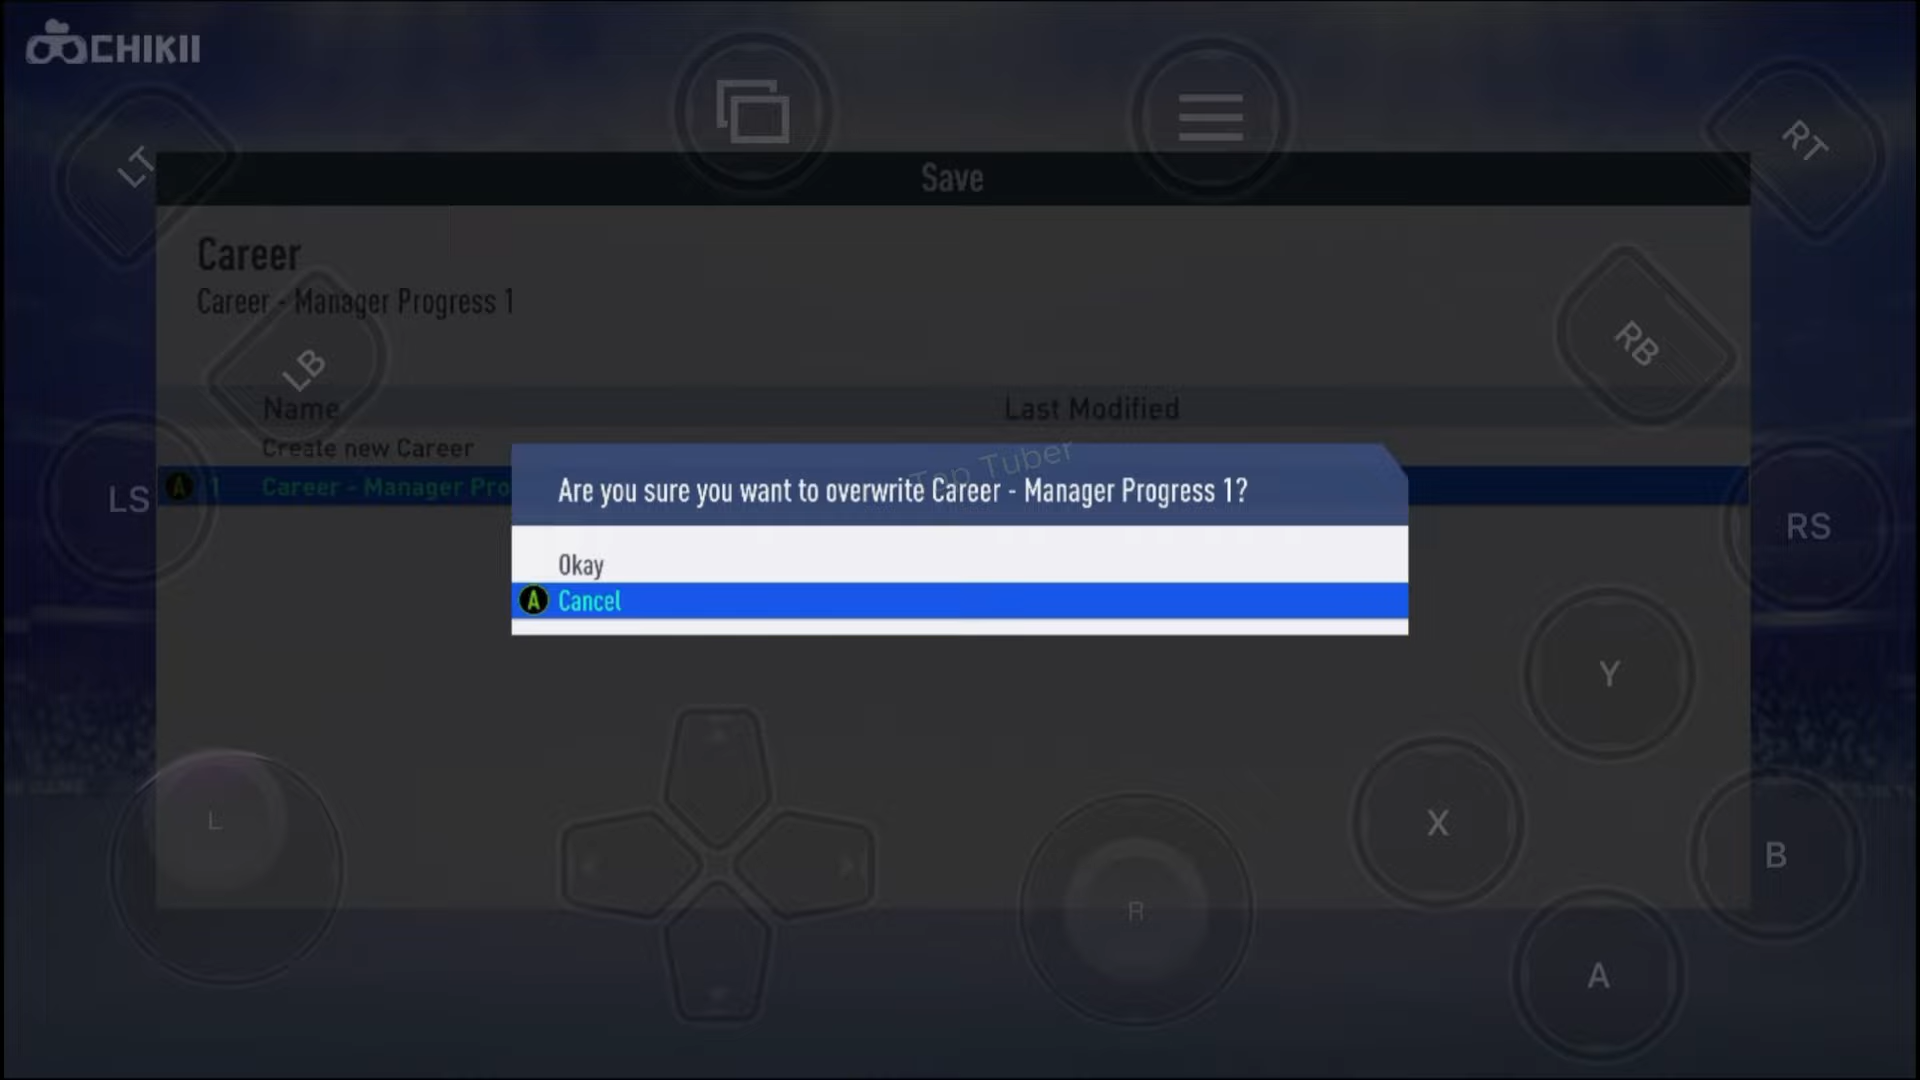 CHIKII
LT
RT
Save
Career
Career - Manager Progress 1
LB
RB
Name
Last Modified
Create new Career
Top Tuber
LS
A 1 Career - Manager Pro
Are you sure you want to overwrite Career - Manager Progress 1?
RS
Okay
A Cancel
Y
L
X
B
R
A